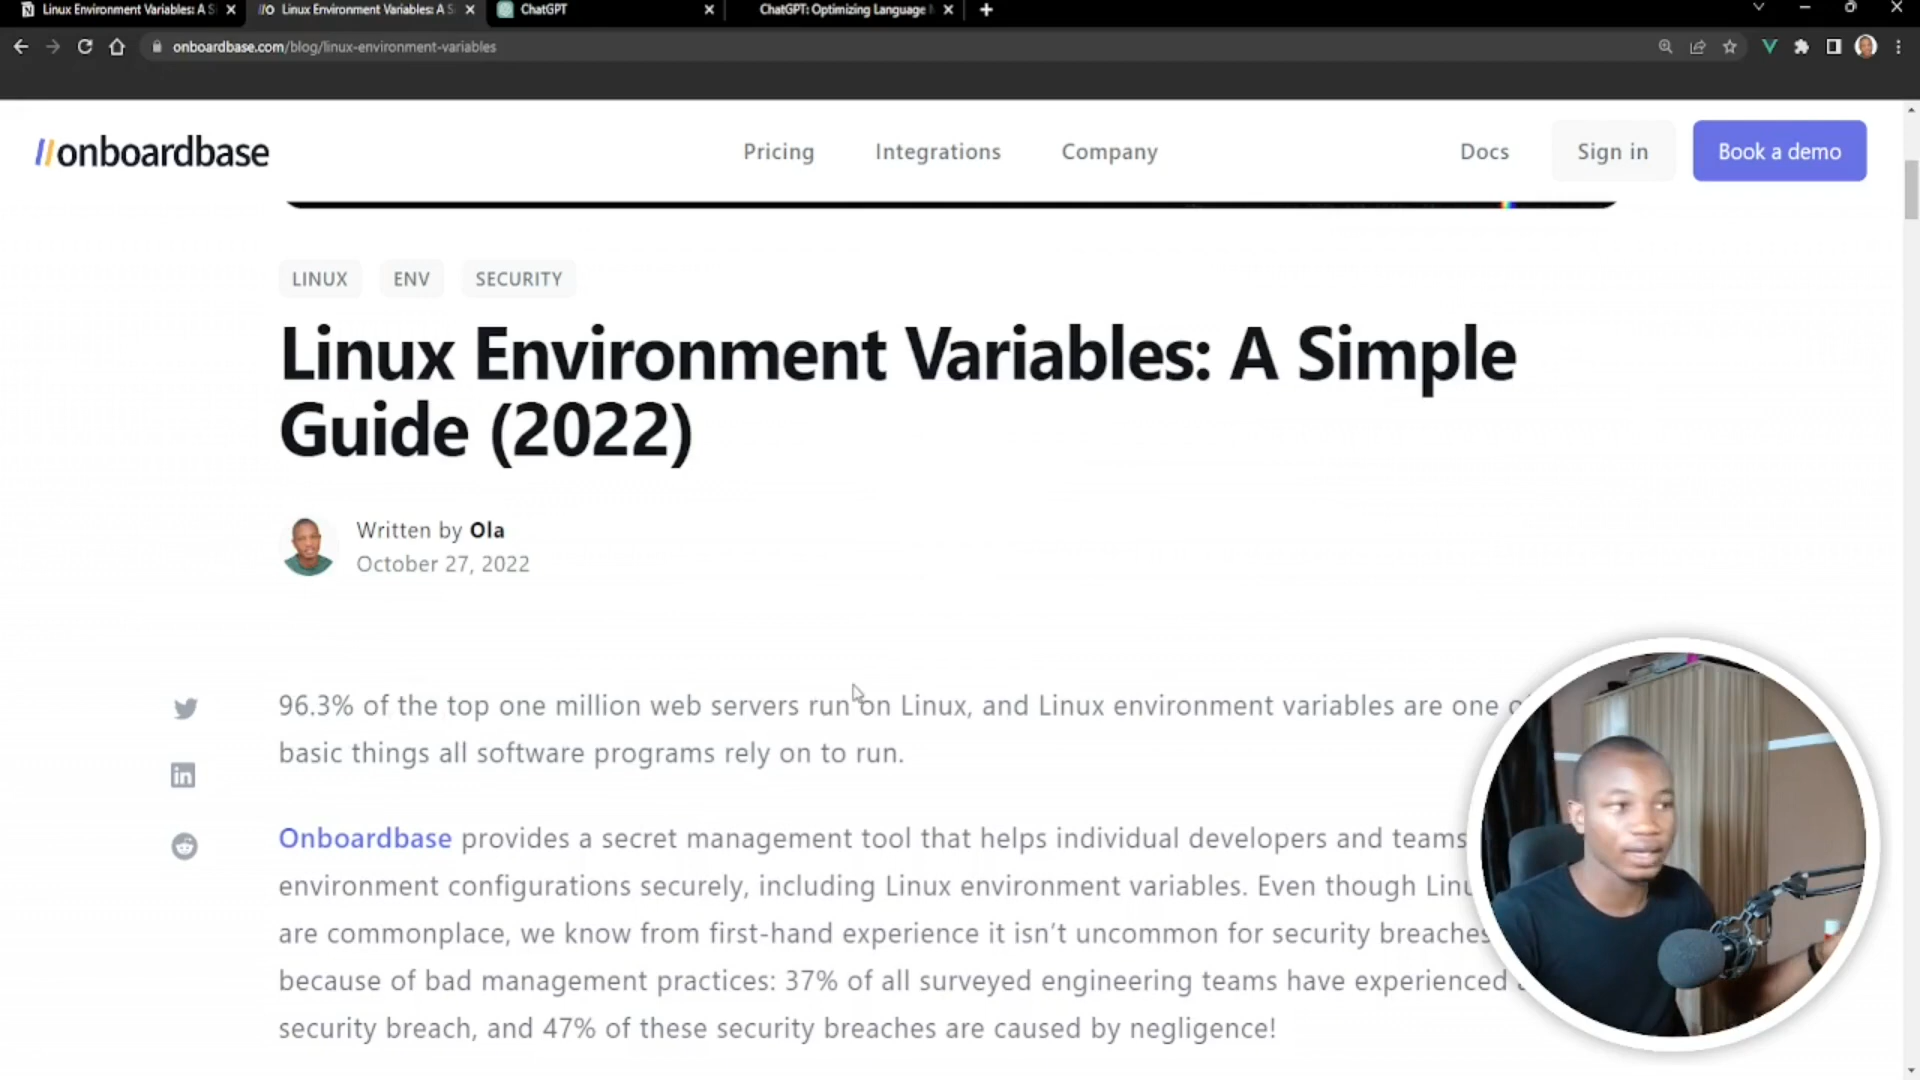 Linux Environment Variables: A S
Linux Environment Variables: A S
ChatGPT
ChatGPT: Optimizing Language
onboardbase.com/blog/linux-environment-variables
//onboardbase
Pricing
Integrations
Company
Docs
Sign in
Book a demo
LINUX
ENV
SECURITY
Linux Environment Variables: A Simple
Guide (2022)
Written by Ola
October 27, 2022
96.3% of the top one million web servers run on Linux, and Linux environment variables are one
basic things all software programs rely on to run.
Onboardbase provides a secret management tool that helps individual developers and teams
environment configurations securely, including Linux environment variables. Even though
are commonplace, we know from first-hand experience it isn't uncommon for security breaches
because of bad management practices: 37% of all surveyed engineering teams have experienced
security breach, and 47% of these security breaches are caused by negligence!